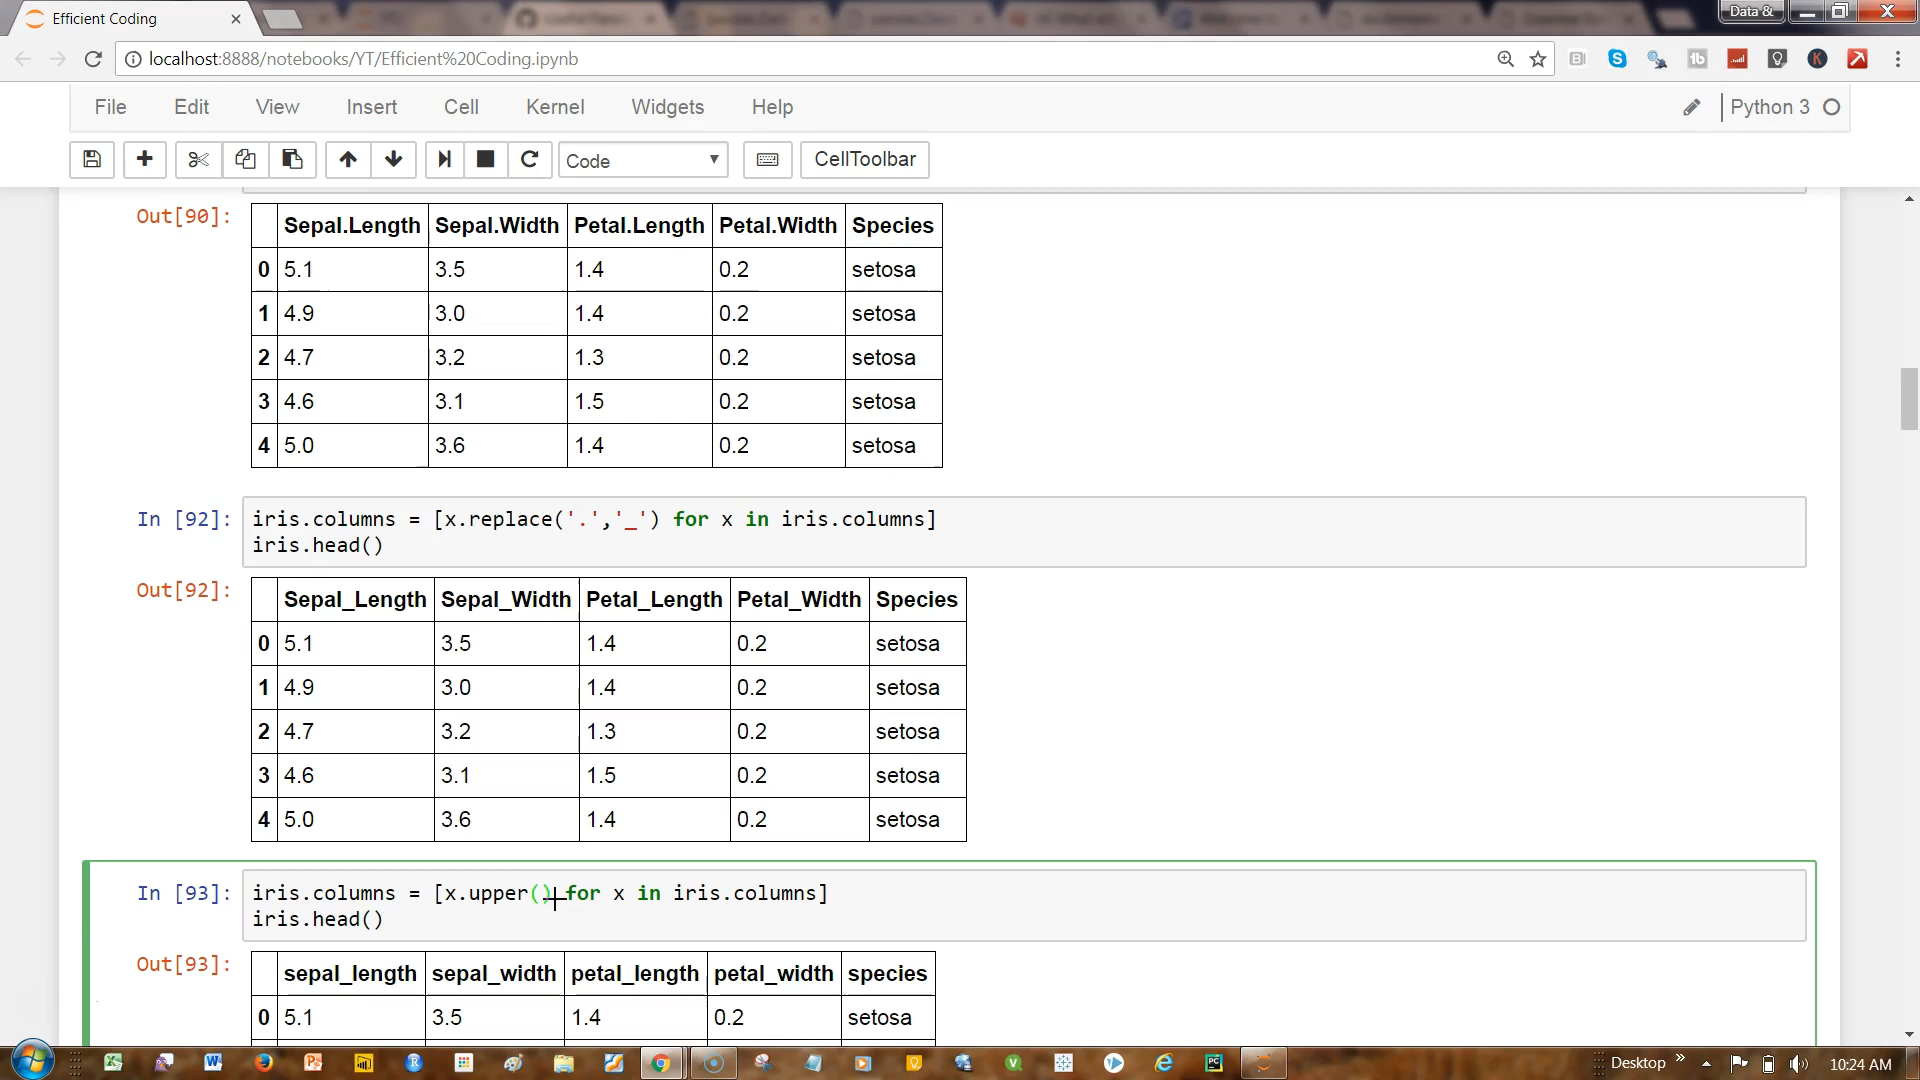 Efficient Coding
Data &
localhost:8888/notebooks/YT/Efficient%20Coding.ipynb
File Edit View Insert Cell Kernel Widgets Help
Python 3
Code
CellToolbar
Out[90]:
Sepal.Length Sepal.Width Petal.Length Petal.Width Species
0 5.1 3.5 1.4 0.2 setosa
1 4.9 3.0 1.4 0.2 setosa
2 4.7 3.2 1.3 0.2 setosa
3 4.6 3.1 1.5 0.2 setosa
4 5.0 3.6 1.4 0.2 setosa
In [92]: iris.columns = [x.replace('.','_') for x in iris.columns]
iris.head()
Out[92]:
Sepal_Length Sepal_Width Petal_Length Petal_Width Species
0 5.1 3.5 1.4 0.2 setosa
1 4.9 3.0 1.4 0.2 setosa
2 4.7 3.2 1.3 0.2 setosa
3 4.6 3.1 1.5 0.2 setosa
4 5.0 3.6 1.4 0.2 setosa
In [93]: iris.columns = [x.upper() for x in iris.columns]
iris.head()
Out[93]:
sepal_length sepal_width petal_length petal_width species
0 5.1 3.5 1.4 0.2 setosa
Desktop
10:24 AM